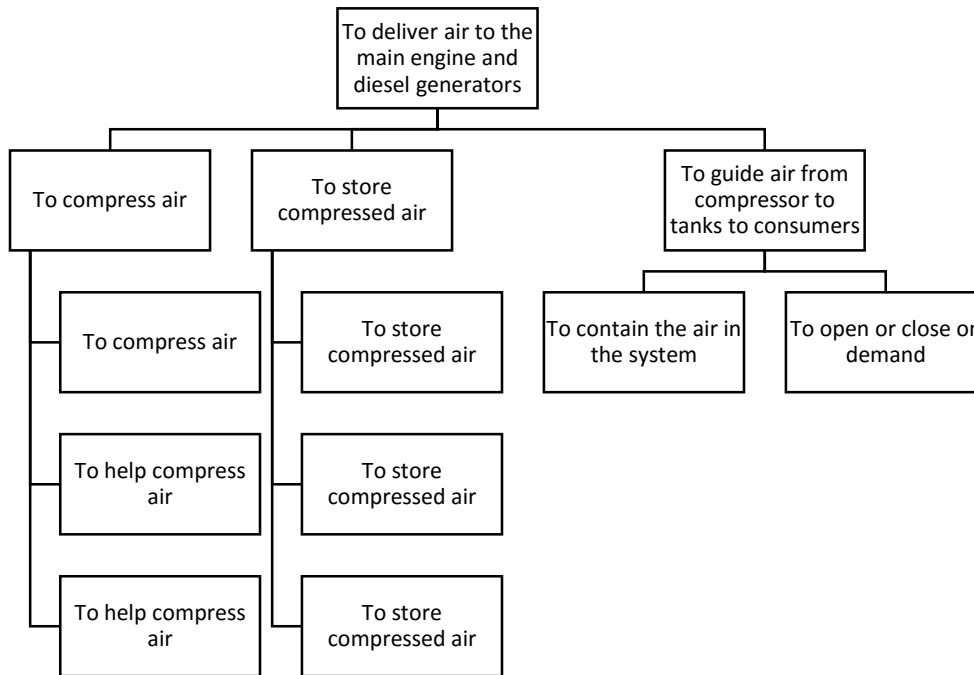 To deliver air to the
main engine and
diesel generators
To compress air
To store
compressed air
To guide air from
compressor to
tanks to consumers
To compress air
To store
compressed air
To contain the air in
the system
To open or close on
demand
To help compress
air
To store
compressed air
To help compress
air
To store
compressed air